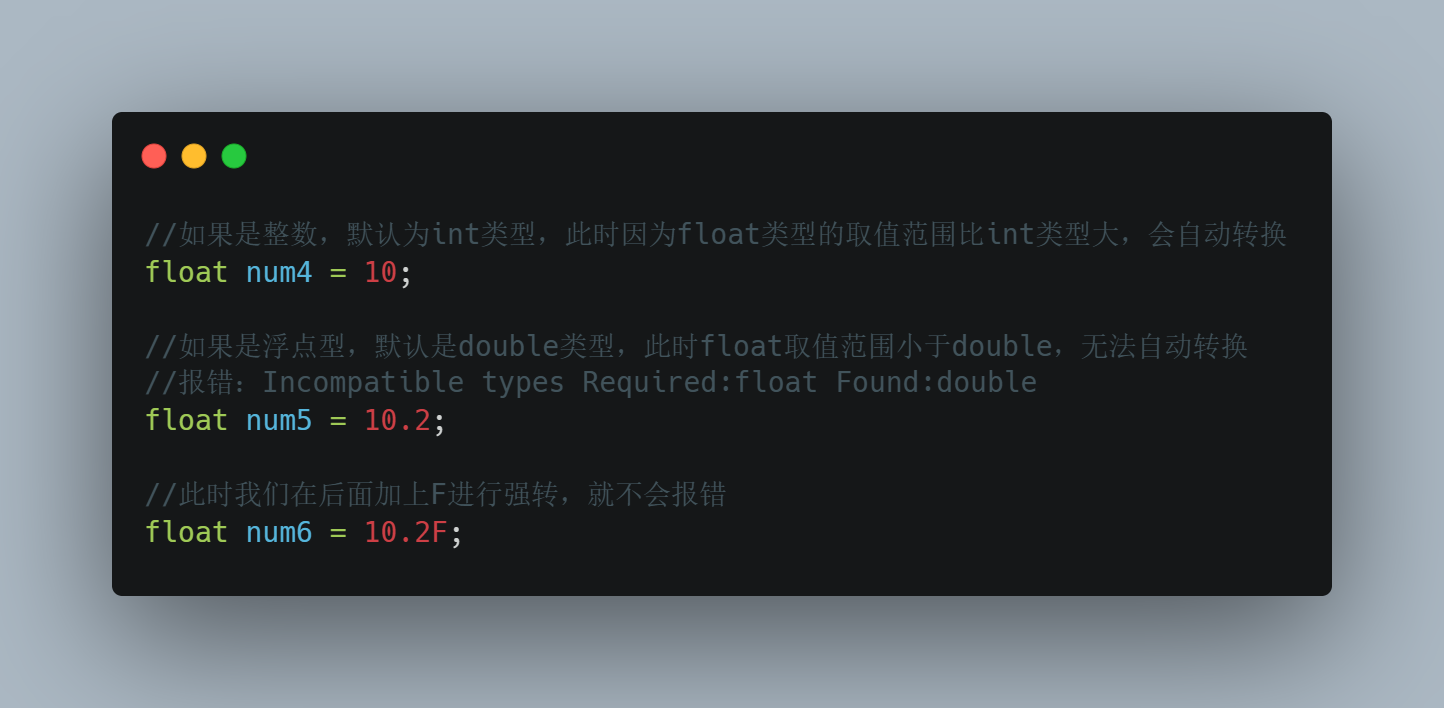 //如果是整数，默认为int类型，此时因为float类型的取值范围比int类型大，会自动转换
float num4 = 10;
//如果是浮点型，默认是double类型，此时float取值范围小于double，无法自动转换
//报错：Incompatible types Required:float Found:double
float num5 = 10.2;
//此时我们在后面加上F进行强转，就不会报错
float num6 = 10.2F;